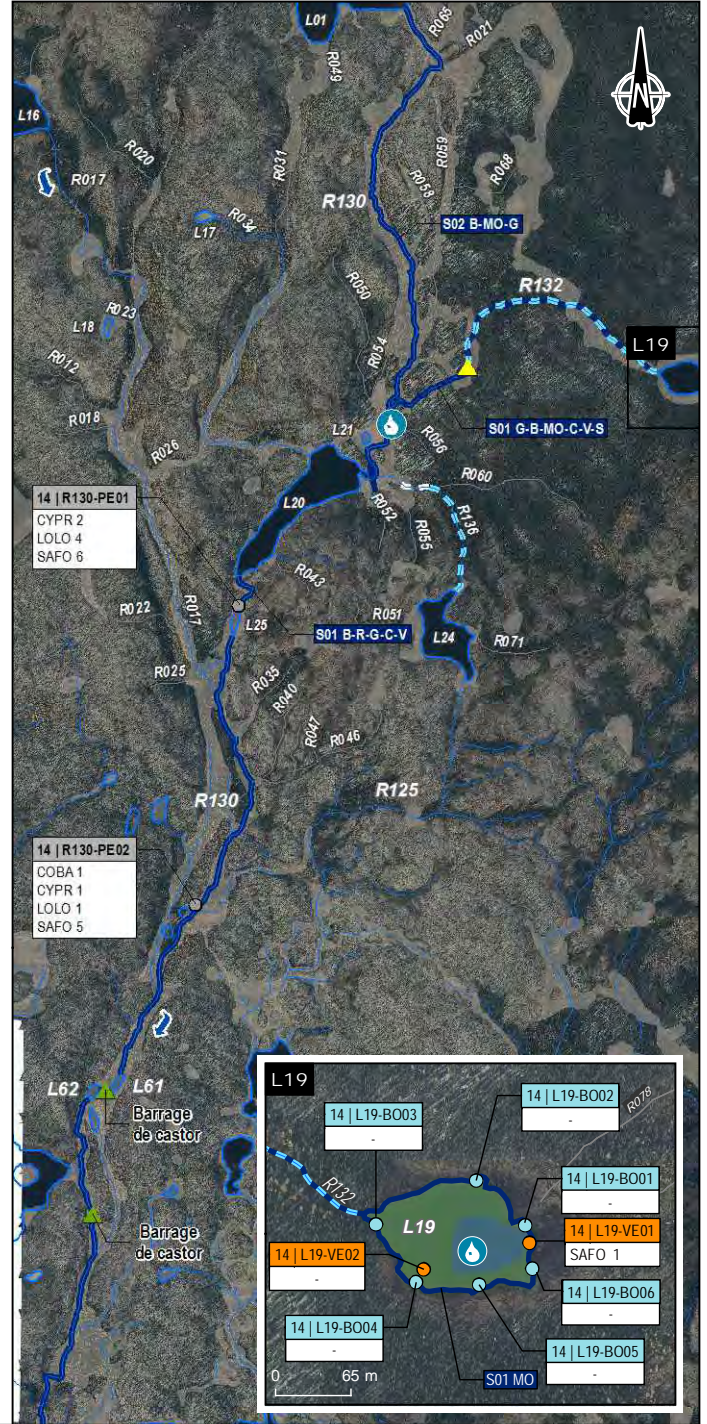 L01
R065
R021
N
R049
L16
R020
R031
R059
R017
R058
R068
R130
L17
R034
S02 B-MO-G
R132
R050
R023
L18
R054
L19
R012
R018
L21
S01 G-B-MO-C-V-S
R056
R026
R060
14 | R130-PE01
CYPR 2
LOLO 4
SAFO 6
L20
R052
R136
R055
R043
R022
R017
R051
L25
S01 B-R-G-C-V
L24
R071
R025
R035
R040
R047
R046
R130
R125
14 | R130-PE02
COBA 1
CYPR 1
LOLO 1
SAFO 5
L62
L61
Barrage
de castor
Barrage
de castor
L19
14 | L19-BO02
-
R078
14 | L19-BO03
-
R132
14 | L19-BO01
-
L19
14 | L19-VE01
SAFO 1
14 | L19-VE02
-
14 | L19-BO06
-
14 | L19-BO04
-
14 | L19-BO05
-
S01 MO
0 65 m